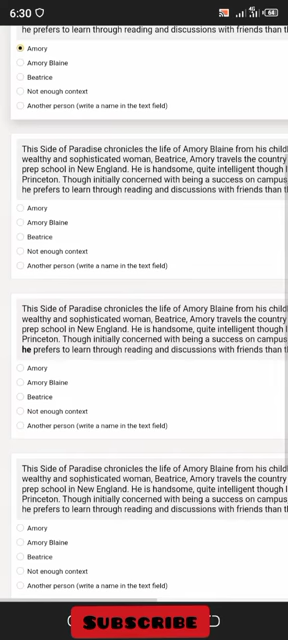 6:30
4G
68
he prefers to learn through reading and discussions with friends than t
Amory
Amory Blaine
Beatrice
Not enough context
Another person (write a name in the text field)
This Side of Paradise chronicles the life of Amory Blaine from his child
wealthy and sophisticated woman, Beatrice, Amory travels the country
prep school in New England. He is handsome, quite intelligent though l
Princeton. Though initially concerned with being a success on campus
he prefers to learn through reading and discussions with friends than t
Amory
Amory Blaine
Beatrice
Not enough context
Another person (write a name in the text field)
This Side of Paradise chronicles the life of Amory Blaine from his child
wealthy and sophisticated woman, Beatrice, Amory travels the country
prep school in New England. He is handsome, quite intelligent though l
Princeton. Though initially concerned with being a success on campus
he prefers to learn through reading and discussions with friends than t
Amory
Amory Blaine
Beatrice
Not enough context
Another person (write a name in the text field)
This Side of Paradise chronicles the life of Amory Blaine from his child
wealthy and sophisticated woman, Beatrice, Amory travels the country
prep school in New England. He is handsome, quite intelligent though l
Princeton. Though initially concerned with being a success on campus
he prefers to learn through reading and discussions with friends than t
Amory
Amory Blaine
Beatrice
Not enough context
Another person (write a name in the text field)
SUBSCRIBE